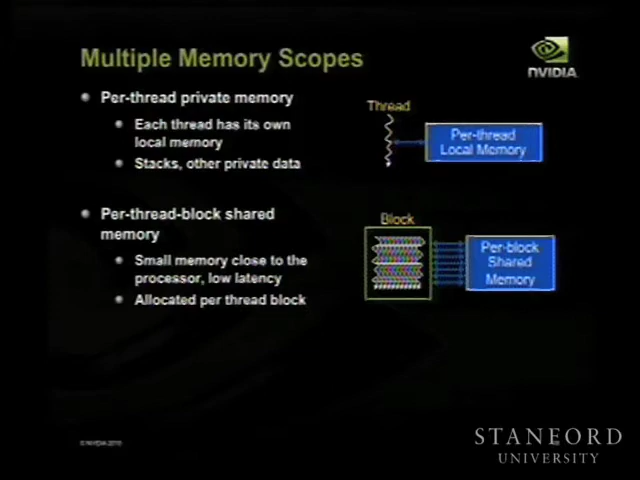 Multiple Memory Scopes
NVIDIA
Per-thread private memory
Each thread has its own
local memory
Stacks, other private data
Thread
Per-thread
Local Memory
Per-thread-block shared
memory
Small memory close to the
processor, low latency
Allocated per thread block
Block
Per-block
Shared
Memory
© NVIDIA 2010
STANFORD
UNIVERSITY